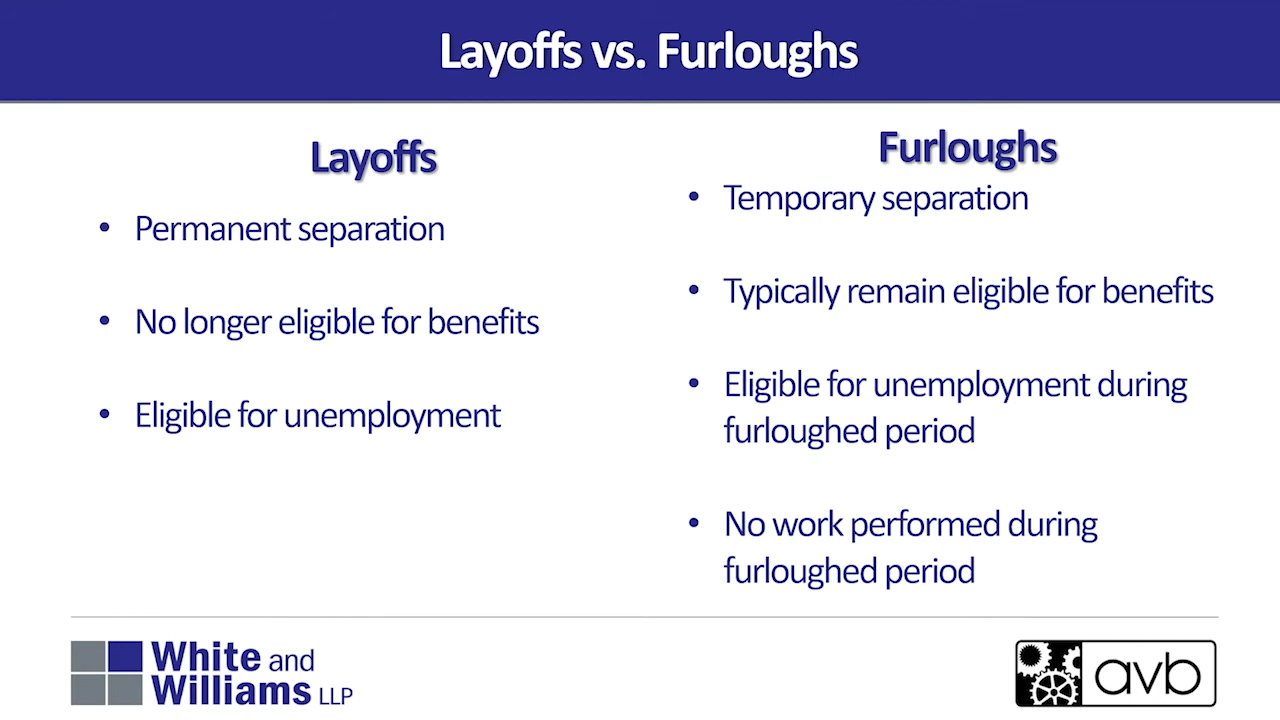 Layoffs vs. Furloughs
Layoffs
• Permanent separation
• No longer eligible for benefits
• Eligible for unemployment
Furloughs
• Temporary separation
• Typically remain eligible for benefits
• Eligible for unemployment during
furloughed period
• No work performed during
furloughed period
White and
Williams LLP
avb